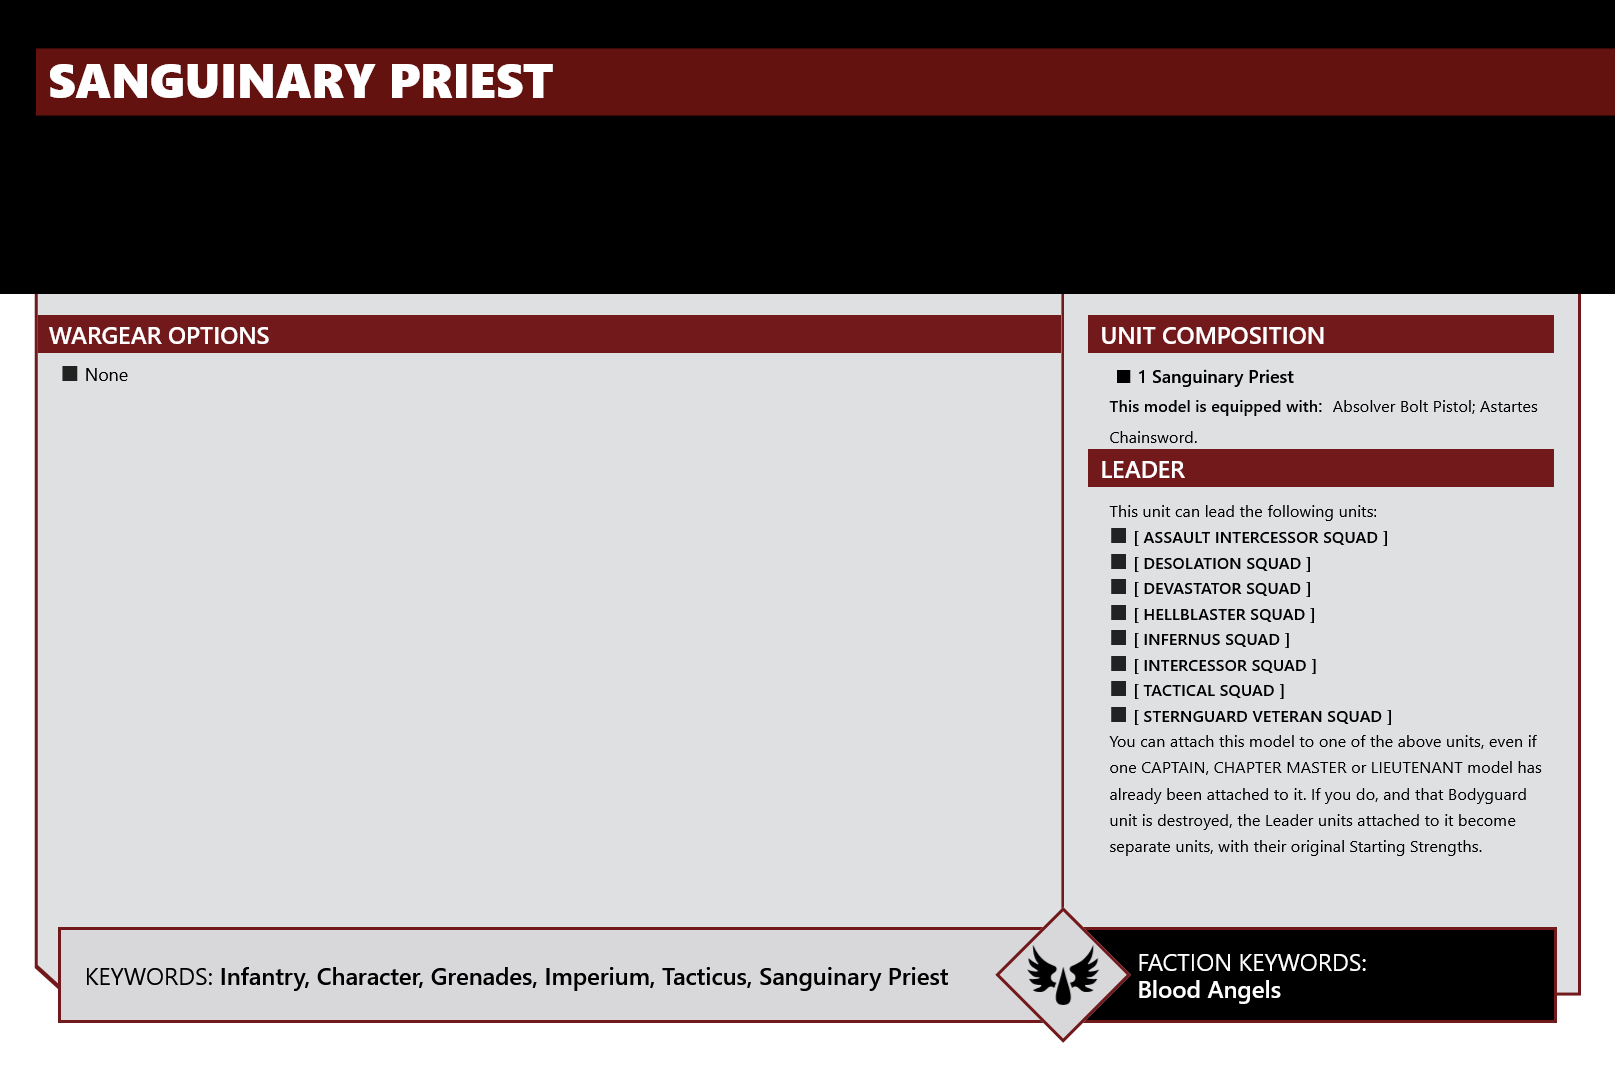 SANGUINARY PRIEST
WARGEAR OPTIONS
None
UNIT COMPOSITION
1 Sanguinary Priest
This model is equipped with: Absolver Bolt Pistol; Astartes
Chainsword.
LEADER
This unit can lead the following units:
[ ASSAULT INTERCESSOR SQUAD ]
[ DESOLATION SQUAD ]
[ DEVASTATOR SQUAD ]
[ HELLBLASTER SQUAD ]
[ INFERNUS SQUAD ]
[ INTERCESSOR SQUAD ]
[ TACTICAL SQUAD ]
[ STERNGUARD VETERAN SQUAD ]
You can attach this model to one of the above units, even if
one CAPTAIN, CHAPTER MASTER or LIEUTENANT model has
already been attached to it. If you do, and that Bodyguard
unit is destroyed, the Leader units attached to it become
separate units, with their original Starting Strengths.
KEYWORDS: Infantry, Character, Grenades, Imperium, Tacticus, Sanguinary Priest
FACTION KEYWORDS:
Blood Angels